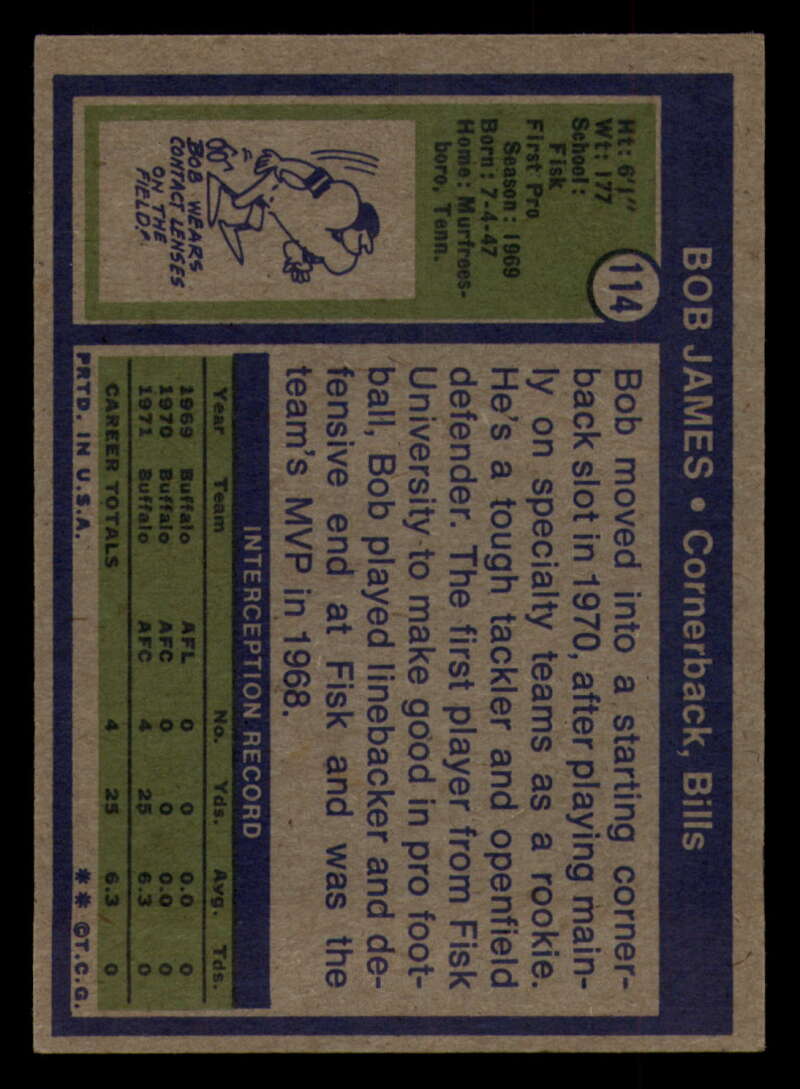 BOB JAMES • Cornerback, Bills
114
Ht: 6'1"
Wt: 177
School:
Fisk
First Pro
Season: 1969
Born: 7-4-47
Home: Murfrees-
boro, Tenn.
BOB WEARS
CONTACT LENSES
ON THE
FIELD.
Bob moved into a starting corner-
back slot in 1970, after playing main-
ly on specialty teams as a rookie.
He's a tough tackler and openfield
defender. The first player from Fisk
University to make good in pro foot-
ball, Bob played linebacker and de-
fensive end at Fisk and was the
team's MVP in 1968.
INTERCEPTION RECORD
Year Team No. Yds. Avg. Tds.
1969 Buffalo AFL 0 0 0.0 0
1970 Buffalo AFC 0 0 0.0 0
1971 Buffalo AFC 4 25 6.3 0
CAREER TOTALS 4 25 6.3 0
PRTD. IN U.S.A. ** ©T.C.G.